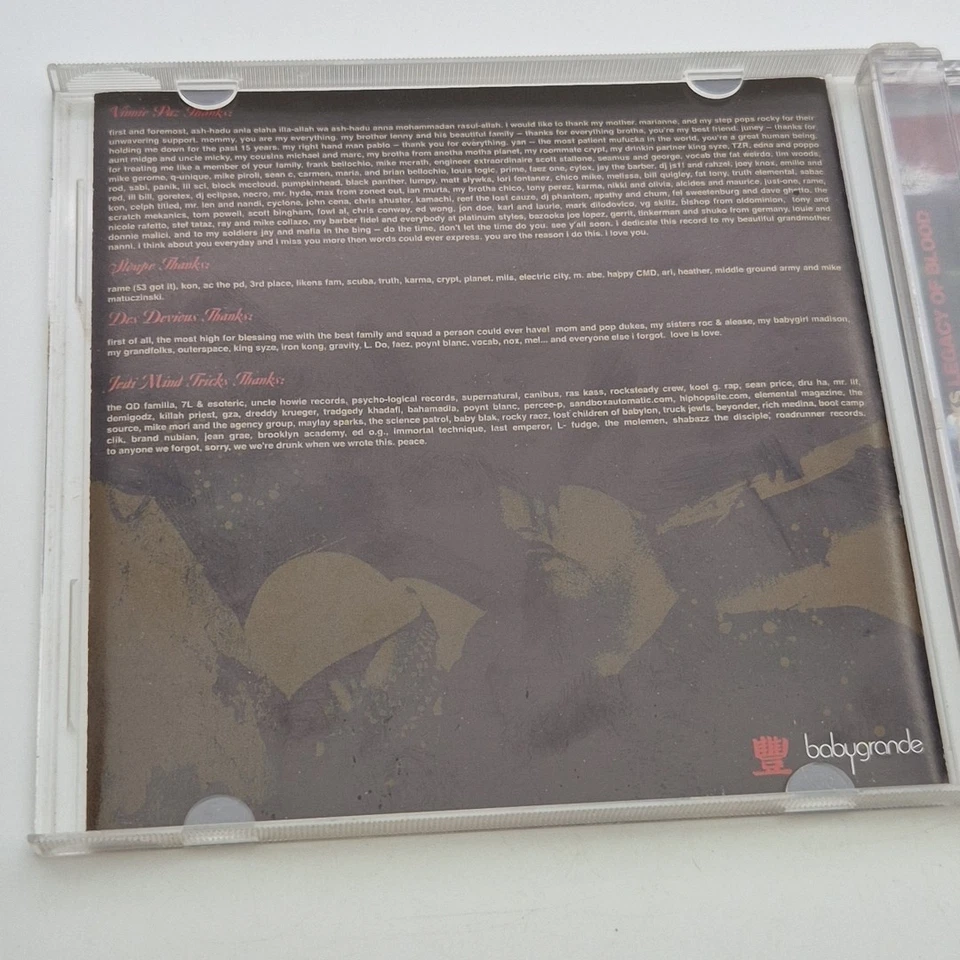 Vinnie Paz Thanks:
first and foremost, ash-hadu anla elaha illa-allah wa ash-hadu anna mohammadan rasul-allah. i would like to thank my mother, marianne, and my step pops rocky for their
unwavering support. mommy, you are my everything. my brother lenny and his beautiful family – thanks for everything brotha, you're my best friend. juney – thanks for
holding me down for the past 15 years. my right hand man pablo – thank you for everything. yan – the most patient mufucka in the world, you're a great human being.
aunt midge and uncle micky, my cousins michael and marc, my brotha from anotha motha planet, my roommate crypt, my drinkin partner king syze, TZR, edna and poppo
for treating me like a member of your family, frank bellochio, mike mcrath, engineer extraordinaire scott stallone, seamus and george, vocab the fat weirdo, tim woods,
mike gerome, q-unique, mike piroli, sean c, carmen, maria, and brian bellochio, louis logic, prime, faez one, cylox, jay the barber, dj js1 and rahzel, joey knox, emilio and
rod, sabi, panik, lil sci, block mccloud, pumpkinhead, black panther, lumpy, matt slywka, lori fontanez, chico mike, melissa, bill quigley, fat tony, truth elemental, sabac
red, ill bill, goretex, dj eclipse, necro, mr. hyde, max from zoned out, ian murta, my brotha chico, tony perez, karma, nikki and olivia, alcides and maurice, just-one, rame,
kon, celph titled, mr. len and nandi, cyclone, john cena, chris shuster, kamachi, reef the lost cauze, dj phantom, apathy and chum, fel sweetenburg and dave ghetto, the
scratch mekanics, tom powell, scott bingham, fowl al, chris conway, ed wong, jon doe, karl and laurie, mark dilodovico, vg skillz, bishop from oldominion, tony and
nicole rafetto, stef tataz, ray and mike collazo, my barber fidel and everybody at platinum styles, bazooka joe lopez, gerrit, tinkerman and shuko from germany, louie and
donnie malici, and to my soldiers jay and mafia in the bing – do the time, don't let the time do you. see y'all soon. i dedicate this record to my beautiful grandmother,
nanni, i think about you everyday and i miss you more then words could ever express. you are the reason i do this. i love you.
Stoupe Thanks:
rame (53 got it), kon, ac the pd, 3rd place, likens fam, scuba, truth, karma, crypt, planet, mila, electric city, m. abe, happy CMD, ari, heather, middle ground army and mike
matuczinski.
Des Devious Thanks:
first of all, the most high for blessing me with the best family and squad a person could ever have! mom and pop dukes, my sisters roc & alease, my babygirl madison,
my grandfolks, outerspace, king syze, iron kong, gravity, L. Do, faez, poynt blanc, vocab, nox, mel... and everyone else i forgot. love is love.
Jedi Mind Tricks Thanks:
the QD familia, 7L & esoteric, uncle howie records, psycho-logical records, supernatural, canibus, ras kass, rocksteady crew, kool g. rap, sean price, dru ha, mr. lif,
demigodz, killah priest, gza, dreddy krueger, tradgedy khadafi, bahamadia, poynt blanc, percee-p, sandboxautomatic.com, hiphopsite.com, elemental magazine, the
source, mike mori and the agency group, maylay sparks, the science patrol, baby blak, rocky raez, lost children of babylon, truck jewls, beyonder, rich medina, boot camp
clik, brand nubian, jean grae, brooklyn academy, ed o.g., immortal technique, last emperor, L- fudge, the molemen, shabazz the disciple, roadrunner records.
to anyone we forgot, sorry, we we're drunk when we wrote this. peace.
豐 babygrande
LEGACY OF BLOOD